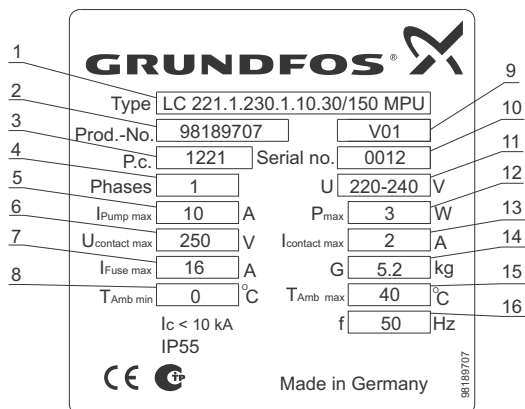 GRUNDFOS®
1 Type LC 221.1.230.1.10.30/150 MPU
2 Prod.-No. 98189707 V01 9
3 P.c. 1221 Serial no. 0012 10
4 Phases 1 U 220-240 V 11
5 IPump max 10 A Pmax 3 W 12
6 Ucontact max 250 V Icontact max 2 A 13
7 IFuse max 16 A G 5.2 kg 14
8 TAmb min 0 °C TAmb max 40 °C 15
Ic < 10 kA f 50 Hz 16
IP55
CE Made in Germany
98189707